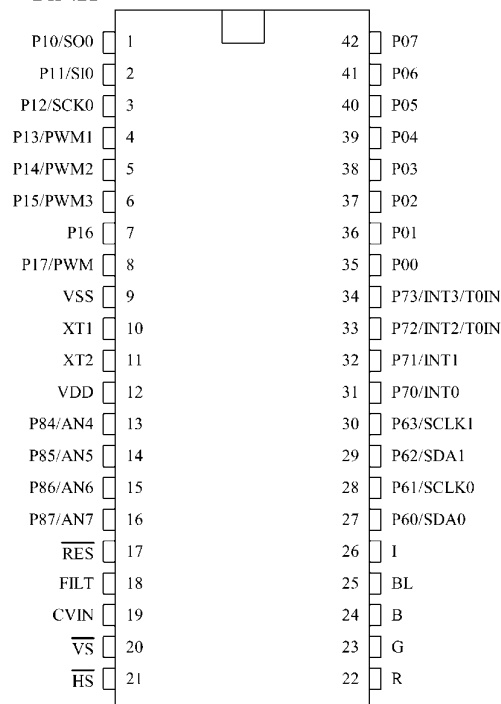 P10/SO0 1 42 P07
P11/SI0 2 41 P06
P12/SCK0 3 40 P05
P13/PWM1 4 39 P04
P14/PWM2 5 38 P03
P15/PWM3 6 37 P02
P16 7 36 P01
P17/PWM 8 35 P00
VSS 9 34 P73/INT3/T0IN
XT1 10 33 P72/INT2/T0IN
XT2 11 32 P71/INT1
VDD 12 31 P70/INT0
P84/AN4 13 30 P63/SCLK1
P85/AN5 14 29 P62/SDA1
P86/AN6 15 28 P61/SCLK0
P87/AN7 16 27 P60/SDA0
RES 17 26 I
FILT 18 25 BL
CVIN 19 24 B
VS 20 23 G
HS 21 22 R